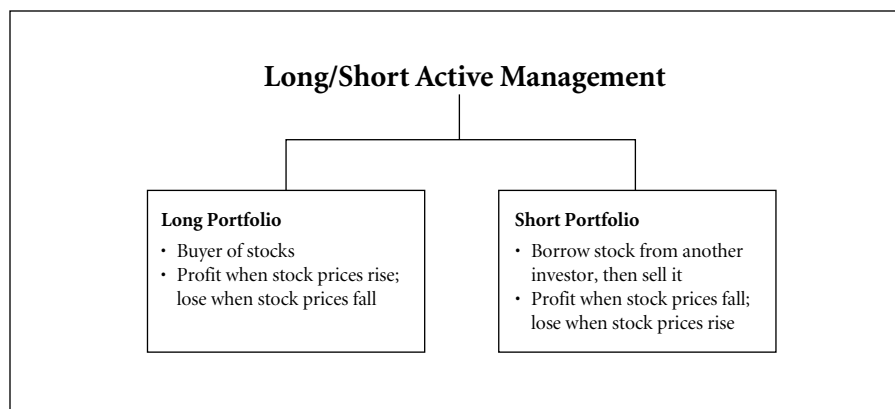 Long/Short Active Management
Long Portfolio
• Buyer of stocks
• Profit when stock prices rise;
lose when stock prices fall
Short Portfolio
• Borrow stock from another
investor, then sell it
• Profit when stock prices fall;
lose when stock prices rise